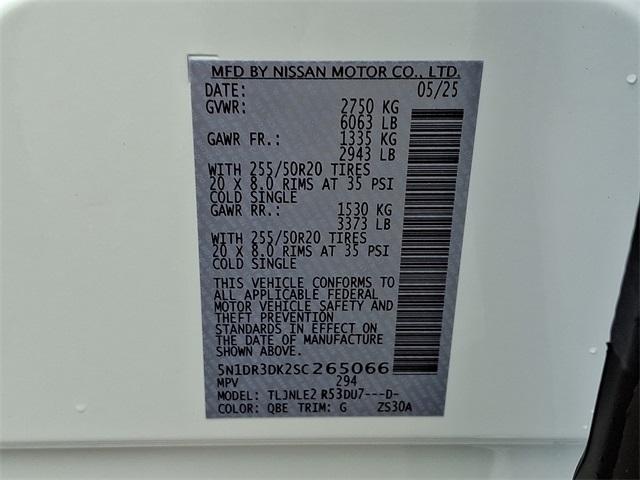 MFD BY NISSAN MOTOR CO., LTD.
DATE: 05/25
GVWR: 2750 KG
6063 LB
GAWR FR.: 1335 KG
2943 LB
WITH 255/50R20 TIRES
20 X 8.0 RIMS AT 35 PSI
COLD SINGLE
GAWR RR.: 1530 KG
3373 LB
WITH 255/50R20 TIRES
20 X 8.0 RIMS AT 35 PSI
COLD SINGLE
THIS VEHICLE CONFORMS TO
ALL APPLICABLE FEDERAL
MOTOR VEHICLE SAFETY AND
THEFT PREVENTION
STANDARDS IN EFFECT ON
THE DATE OF MANUFACTURE
SHOWN ABOVE.
5N1DR3DK2SC265066
MPV 294
MODEL: TLJNLE2 R53DU7---D-
COLOR: QBE TRIM: G ZS30A